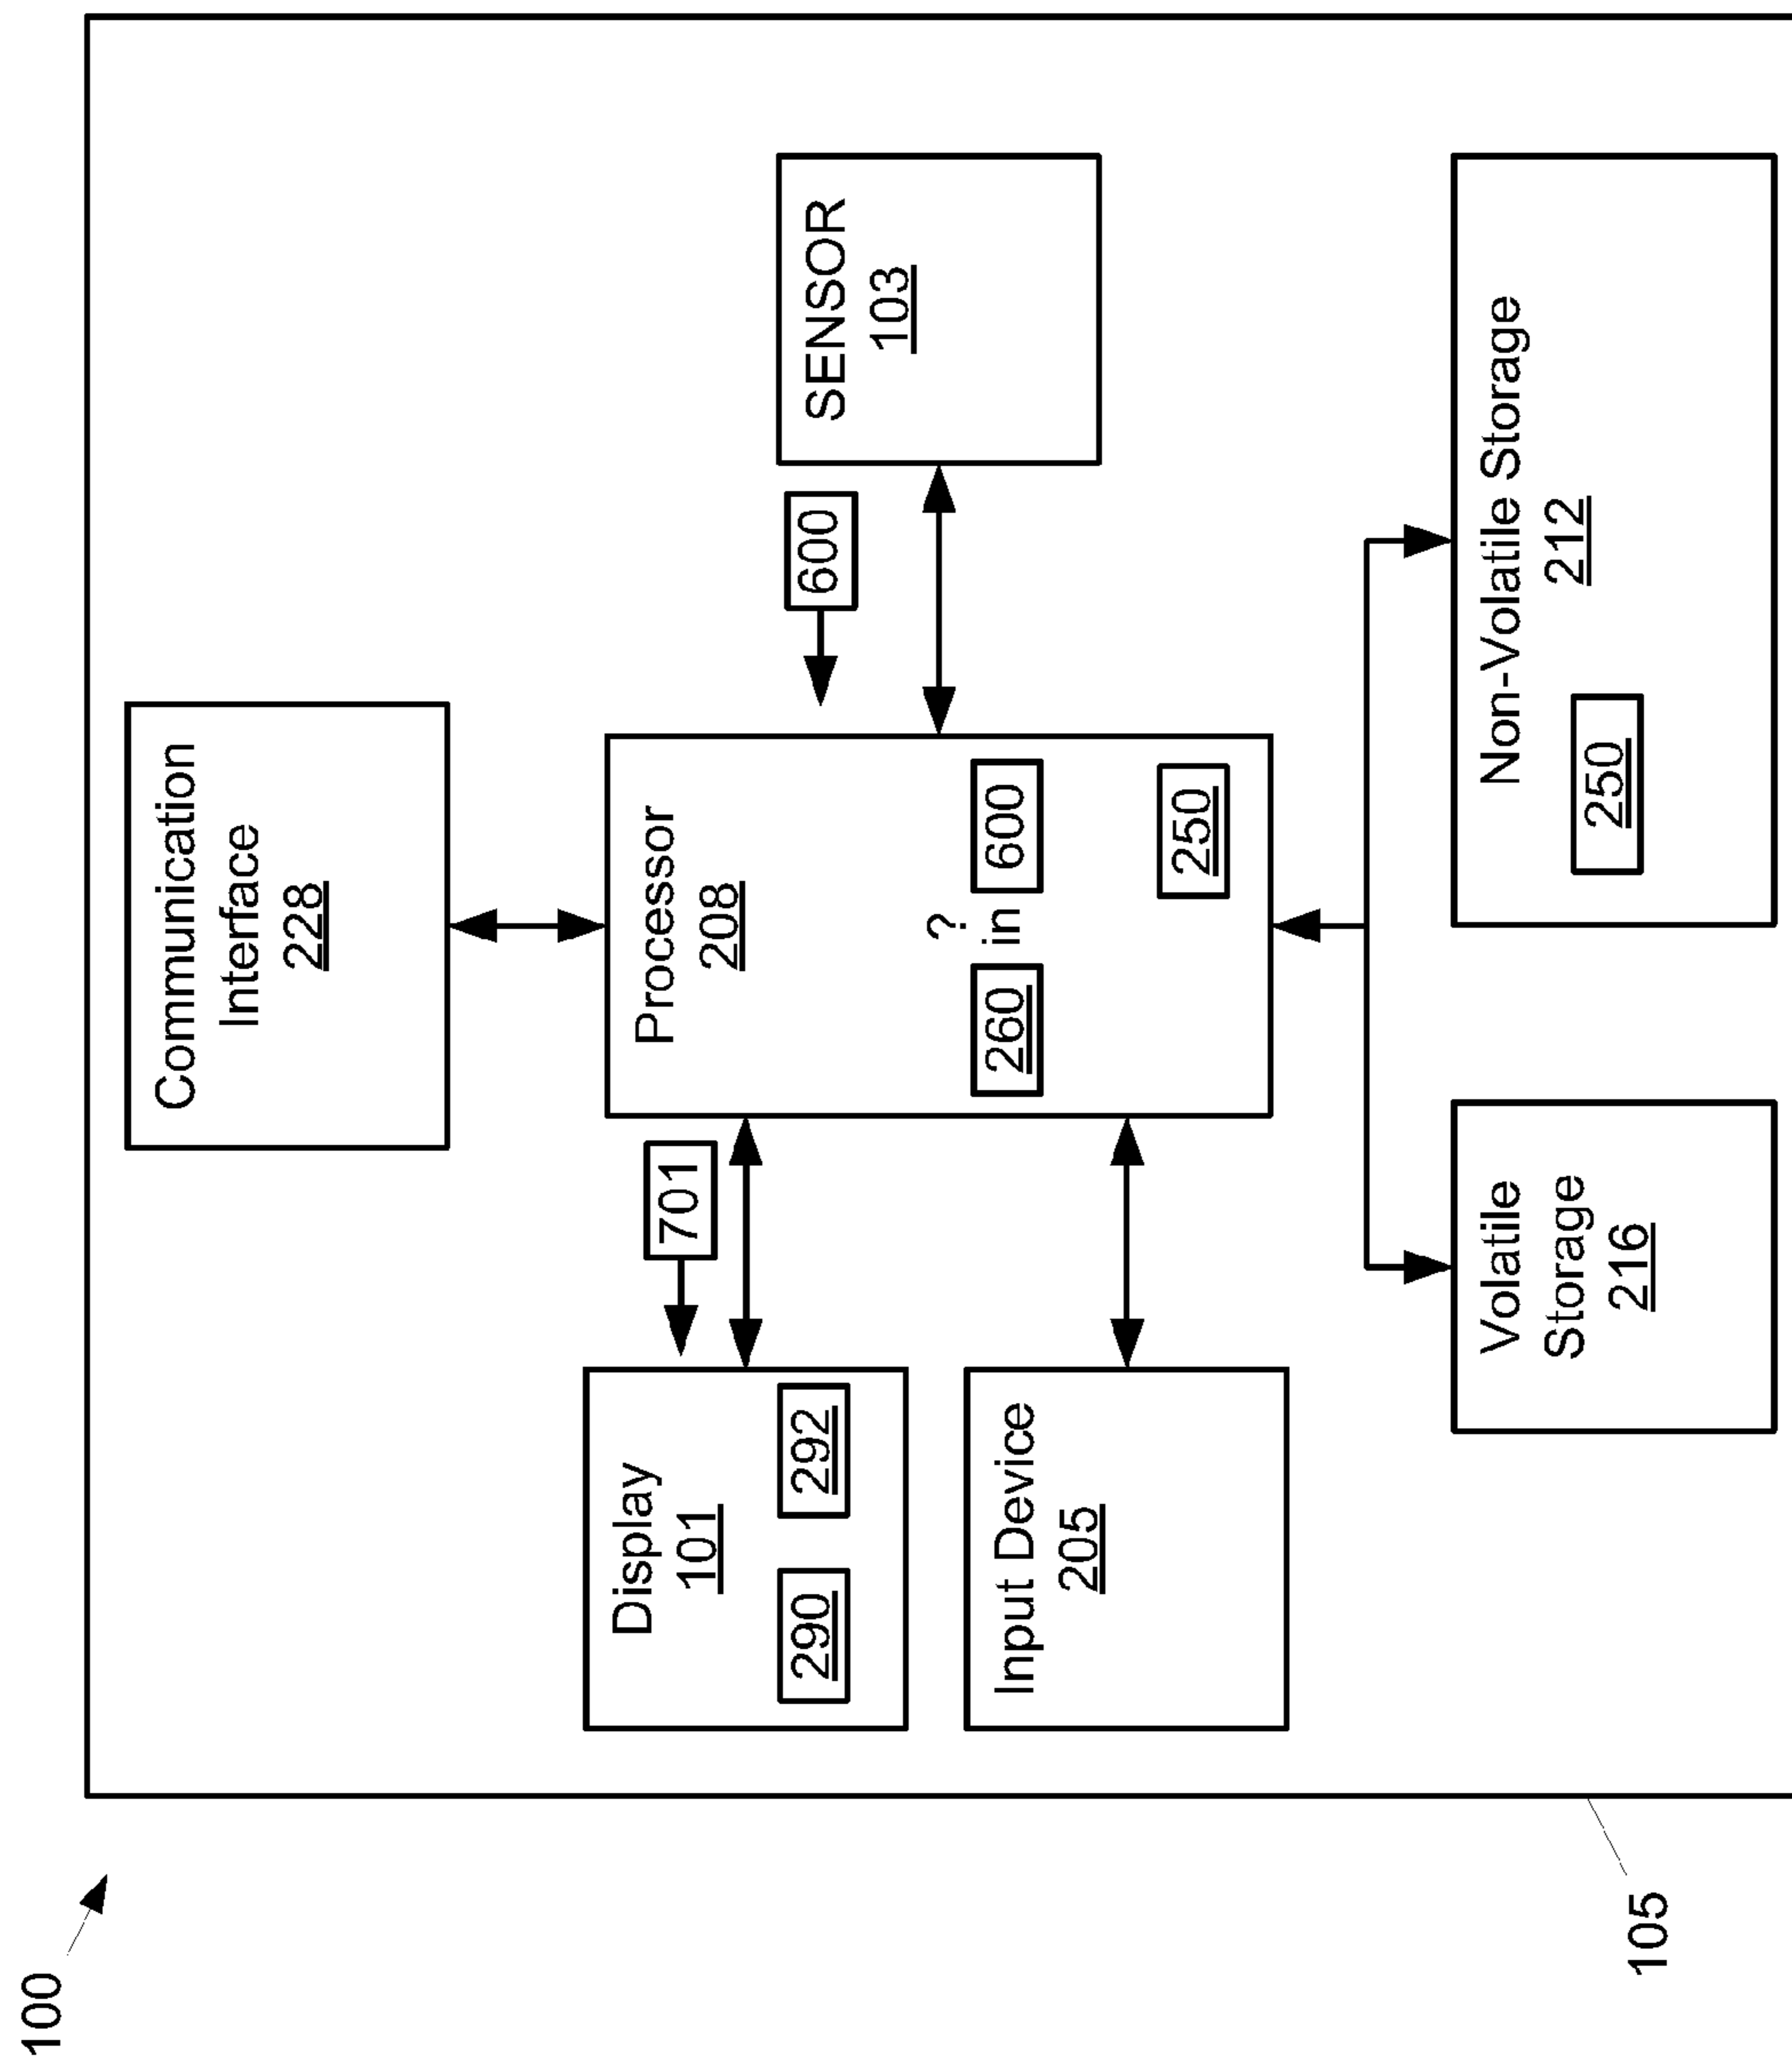 100
Communication
Interface
228
Display
101
290
292
701
Processor
208
?
260 in 600
250
600
SENSOR
103
Input Device
205
Volatile
Storage
216
Non-Volatile Storage
212
250
105